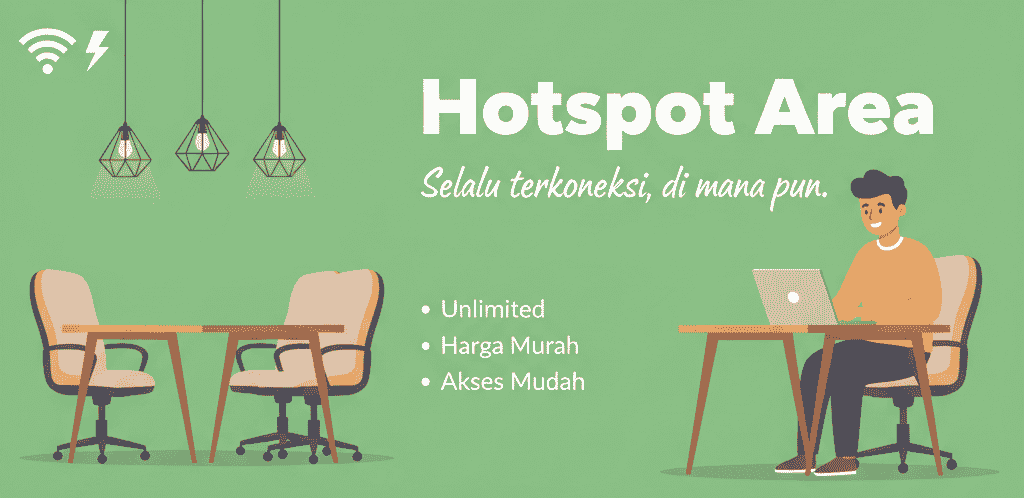 Hotspot Area
Selalu terkoneksi, di mana pun.
• Unlimited
• Harga Murah
• Akses Mudah